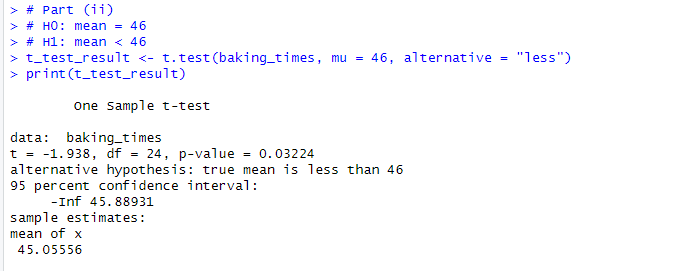 > # Part (ii)
> # H0: mean = 46
> # H1: mean < 46
> t_test_result <- t.test(baking_times, mu = 46, alternative = "less")
> print(t_test_result)
One Sample t-test
data:  baking_times
t = -1.938, df = 24, p-value = 0.03224
alternative hypothesis: true mean is less than 46
95 percent confidence interval:
-Inf 45.88931
sample estimates:
mean of x
45.05556